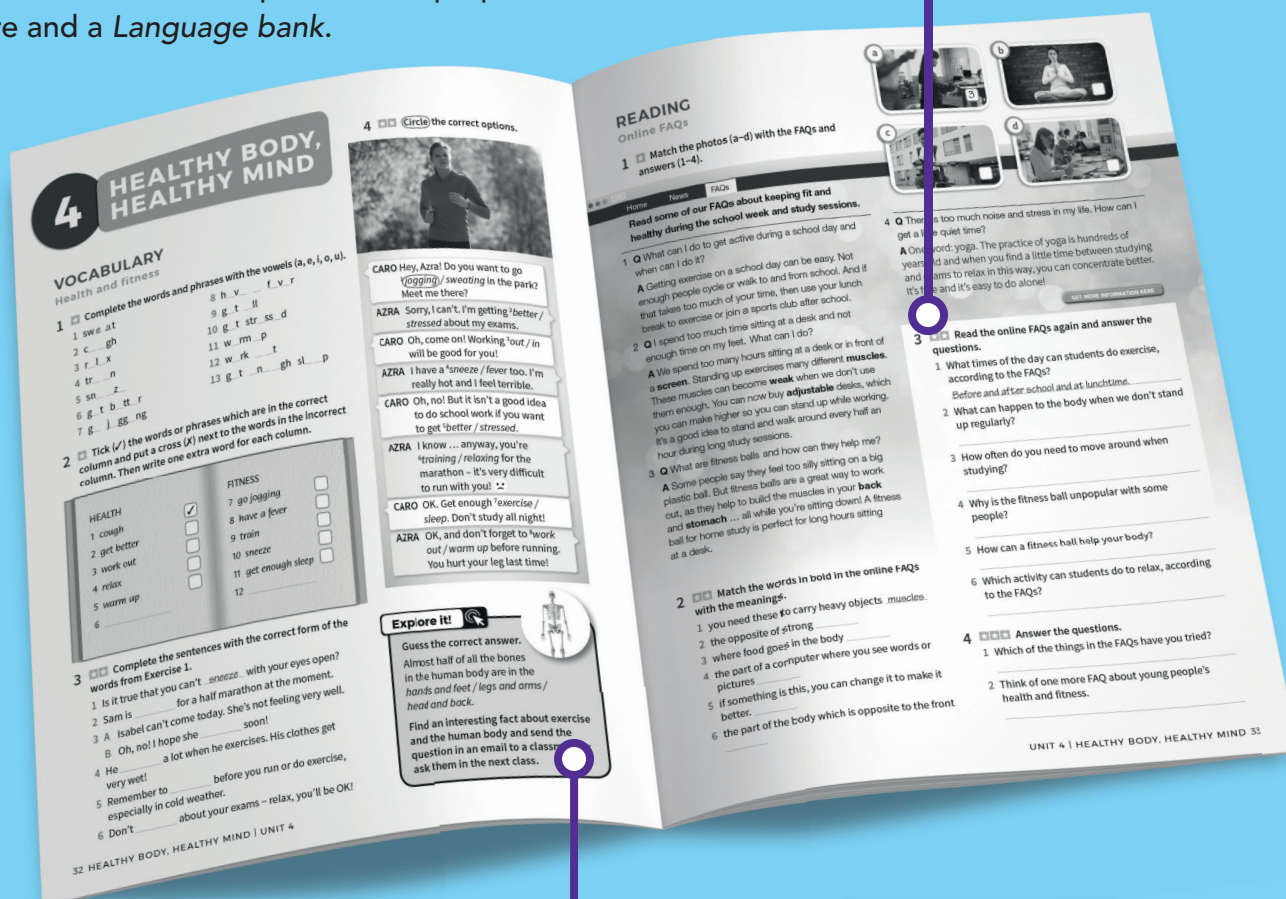 re and a Language bank.
4
HEALTHY BODY,
HEALTHY MIND
VOCABULARY
Health and fitness
1 Complete the words and phrases with the vowels (a, e, i, o, u).
1 sw e a t
2 c__gh
3 r_l_x
4 tr__n
5 sn__z_
6 g_t b_tt_r
7 g_ j_gg_ng
8 h_v_ _ f_v_r
9 g_t _ll
10 g_t str_ss_d
11 w_rm _p
12 w_rk __t
13 g_t _n__gh sl__p
2 Tick (✓) the words or phrases which are in the correct
column and put a cross (✗) next to the words in the incorrect
column. Then write one extra word for each column.
HEALTH
1 cough ✓
2 get better
3 work out
4 relax
5 warm up
6
FITNESS
7 go jogging
8 have a fever
9 train
10 sneeze
11 get enough sleep
12
3 Complete the sentences with the correct form of the
words from Exercise 1.
1 Is it true that you can't sneeze with your eyes open?
2 Sam is ______ for a half marathon at the moment.
3 A Isabel can't come today. She's not feeling very well.
B Oh, no! I hope she ______ soon!
4 He ______ a lot when he exercises. His clothes get
very wet!
5 Remember to ______ before you run or do exercise,
especially in cold weather.
6 Don't ______ about your exams – relax, you'll be OK!
32 HEALTHY BODY, HEALTHY MIND | UNIT 4
4 Circle the correct options.
CARO Hey, Azra! Do you want to go
¹jogging / sweating in the park?
Meet me there?
AZRA Sorry, I can't. I'm getting ²better /
stressed about my exams.
CARO Oh, come on! Working ³out / in
will be good for you!
AZRA I have a ⁴sneeze / fever too. I'm
really hot and I feel terrible.
CARO Oh, no! But it isn't a good idea
to do school work if you want
to get ⁵better / stressed.
AZRA I know ... anyway, you're
⁶training / relaxing for the
marathon – it's very difficult
to run with you!
CARO OK. Get enough ⁷exercise /
sleep. Don't study all night!
AZRA OK, and don't forget to ⁸work
out / warm up before running.
You hurt your leg last time!
Explore it!
Guess the correct answer.
Almost half of all the bones
in the human body are in the
hands and feet / legs and arms /
head and back.
Find an interesting fact about exercise
and the human body and send the
question in an email to a
ask them in the next class.
READING
Online FAQs
1 Match the photos (a–d) with the FAQs and
answers (1–4).
a
3
b
c
d
Home News FAQs
Read some of our FAQs about keeping fit and
healthy during the school week and study sessions.
1 Q What can I do to get active during a school day and
when can I do it?
A Getting exercise on a school day can be easy. Not
enough people cycle or walk to and from school. And if
that takes too much of your time, then use your lunch
break to exercise or join a sports club after school.
2 Q I spend too much time sitting at a desk and not
enough time on my feet. What can I do?
A We spend too many hours sitting at a desk or in front of
a screen. Standing up exercises many different muscles.
These muscles can become weak when we don't use
them enough. You can now buy adjustable desks, which
you can make higher so you can stand up while working.
It's a good idea to stand and walk around every half an
hour during long study sessions.
3 Q What are fitness balls and how can they help me?
A Some people say they feel too silly sitting on a big
plastic ball. But fitness balls are a great way to work
out, as they help to build the muscles in your back
and stomach ... all while you're sitting down! A fitness
ball for home study is perfect for long hours sitting
at a desk.
4 Q There's too much noise and stress in my life. How can I
get a little quiet time?
A One word: yoga. The practice of yoga is hundreds of
years old and when you find a little time between studying
and exams to relax in this way, you can concentrate better.
It's free and it's easy to do alone!
GET MORE INFORMATION HERE
2 Match the words in bold in the online FAQs
with the meanings.
1 you need these to carry heavy objects muscles
2 the opposite of strong
3 where food goes in the body
4 the part of a computer where you see words or
pictures
5 if something is this, you can change it to make it
better.
6 the part of the body which is opposite to the front
3 Read the online FAQs again and answer the
questions.
1 What times of the day can students do exercise,
according to the FAQs?
Before and after school and at lunchtime.
2 What can happen to the body when we don't stand
up regularly?
3 How often do you need to move around when
studying?
4 Why is the fitness ball unpopular with some
people?
5 How can a fitness ball help your body?
6 Which activity can students do to relax, according
to the FAQs?
4 Answer the questions.
1 Which of the things in the FAQs have you tried?
2 Think of one more FAQ about young people's
health and fitness.
UNIT 4 | HEALTHY BODY, HEALTHY MIND 33